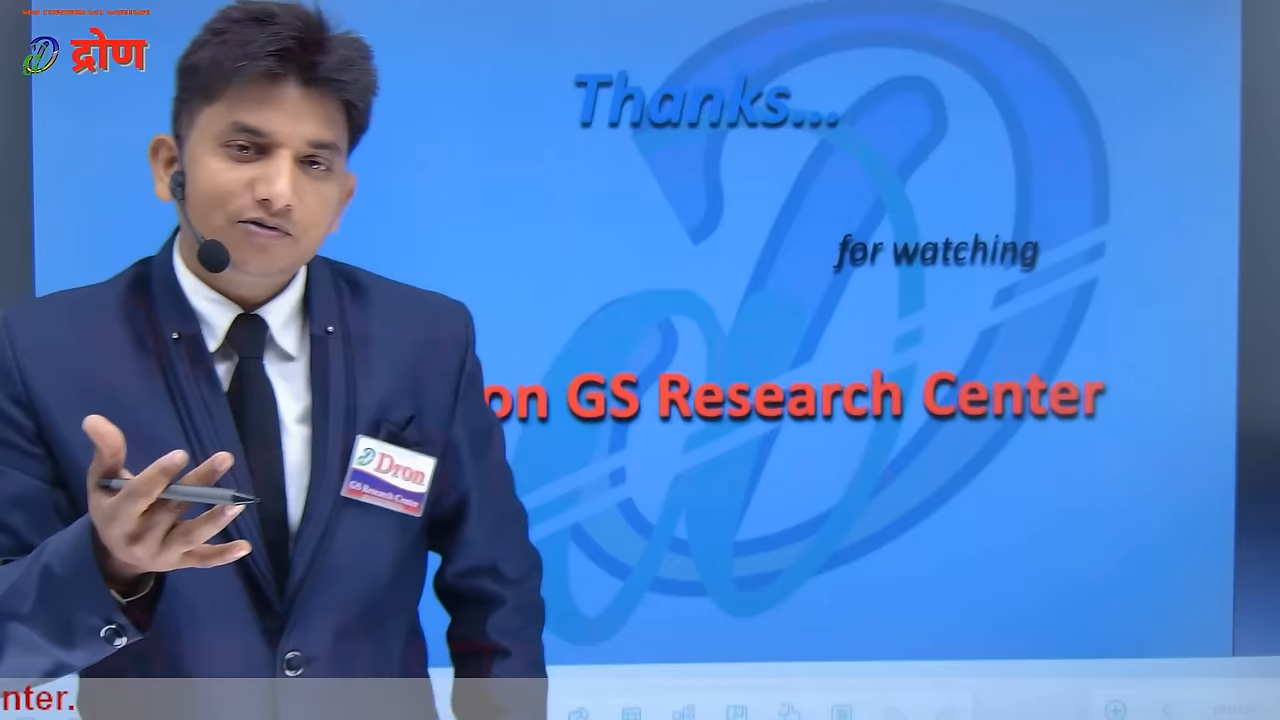 द्रोण
Thanks...
for watching
on GS Research Center
Dron
GS Research Center
nter.